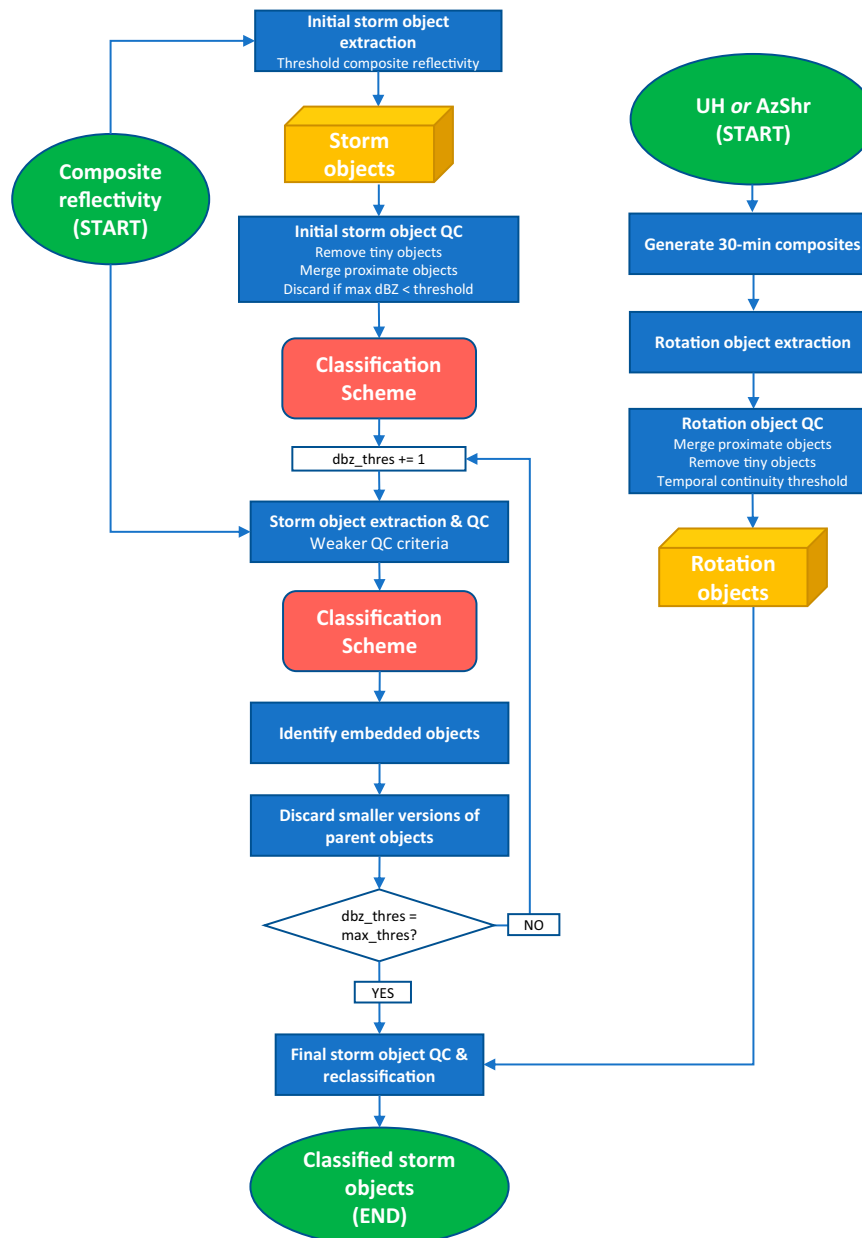 Initial storm object
extraction
Threshold composite reflectivity
Storm
objects
Composite
reflectivity
(START)
Initial storm object QC
Remove tiny objects
Merge proximate objects
Discard if max dBZ < threshold
Classification
Scheme
dbz_thres += 1
Storm object extraction & QC
Weaker QC criteria
Classification
Scheme
Identify embedded objects
Discard smaller versions of
parent objects
dbz_thres =
max_thres?
NO
YES
Final storm object QC &
reclassification
Classified storm
objects
(END)
UH or AzShr
(START)
Generate 30-min composites
Rotation object extraction
Rotation object QC
Merge proximate objects
Remove tiny objects
Temporal continuity threshold
Rotation
objects